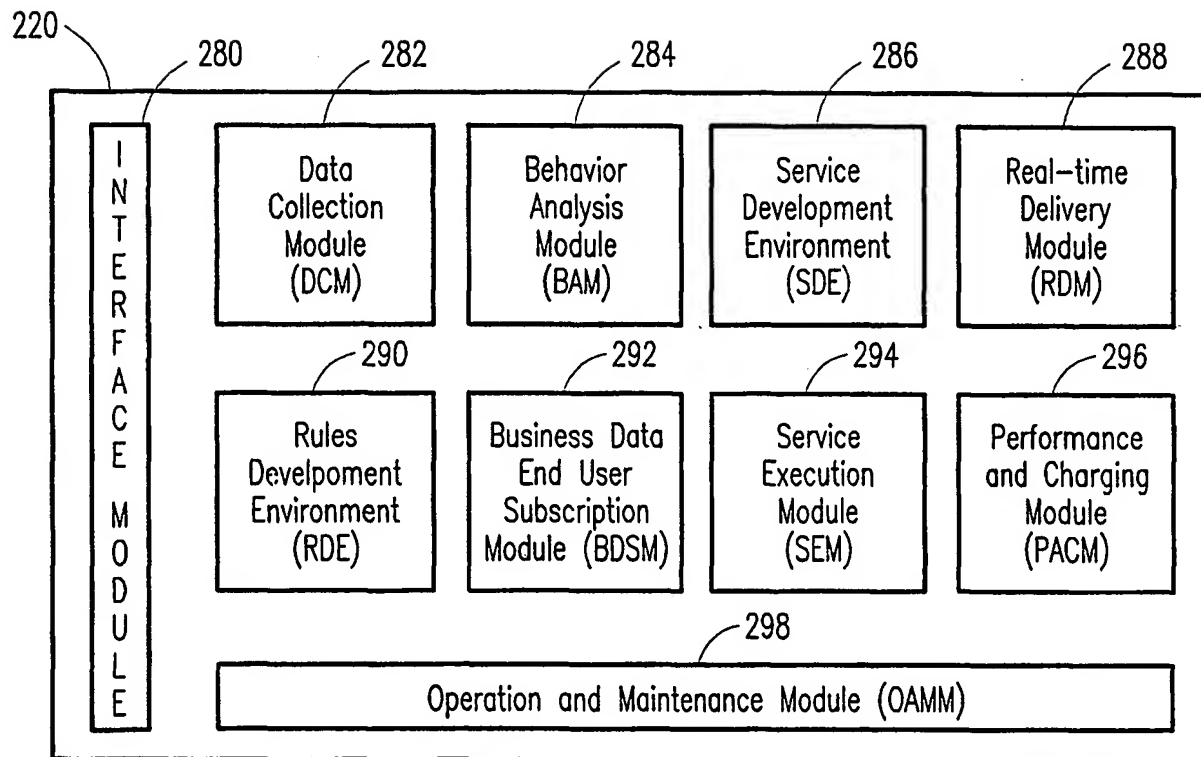 220
280
282
284
286
288
INTERFACE MODULE
Data
Collection
Module
(DCM)
Behavior
Analysis
Module
(BAM)
Service
Development
Environment
(SDE)
Real-time
Delivery
Module
(RDM)
290
292
294
296
Rules
Develpoment
Environment
(RDE)
Business Data
End User
Subscription
Module (BDSM)
Service
Execution
Module
(SEM)
Performance
and Charging
Module
(PACM)
298
Operation and Maintenance Module (OAMM)